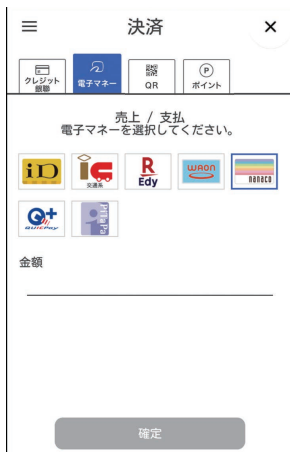 決済
クレジット
銀聯
電子マネー
QR
P
ポイント
売上 / 支払
電子マネーを選択してください。
iD
交通系
R
Edy
WAON
nanaco
Q+
QUICPay
PiTaPa
金額
確定